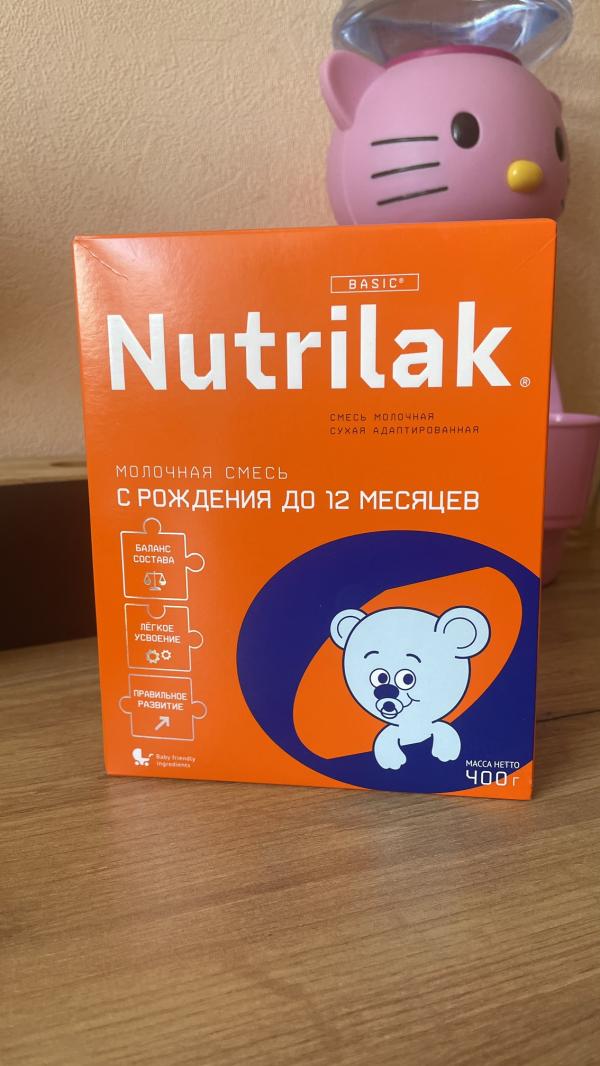 BASIC®
Nutrilak®
СМЕСЬ МОЛОЧНАЯ
СУХАЯ АДАПТИРОВАННАЯ
МОЛОЧНАЯ СМЕСЬ
С РОЖДЕНИЯ ДО 12 МЕСЯЦЕВ
БАЛАНС
СОСТАВА
ЛЁГКОЕ
УСВОЕНИЕ
ПРАВИЛЬНОЕ
РАЗВИТИЕ
Baby friendly
ingredients
МАССА НЕТТО
400 г